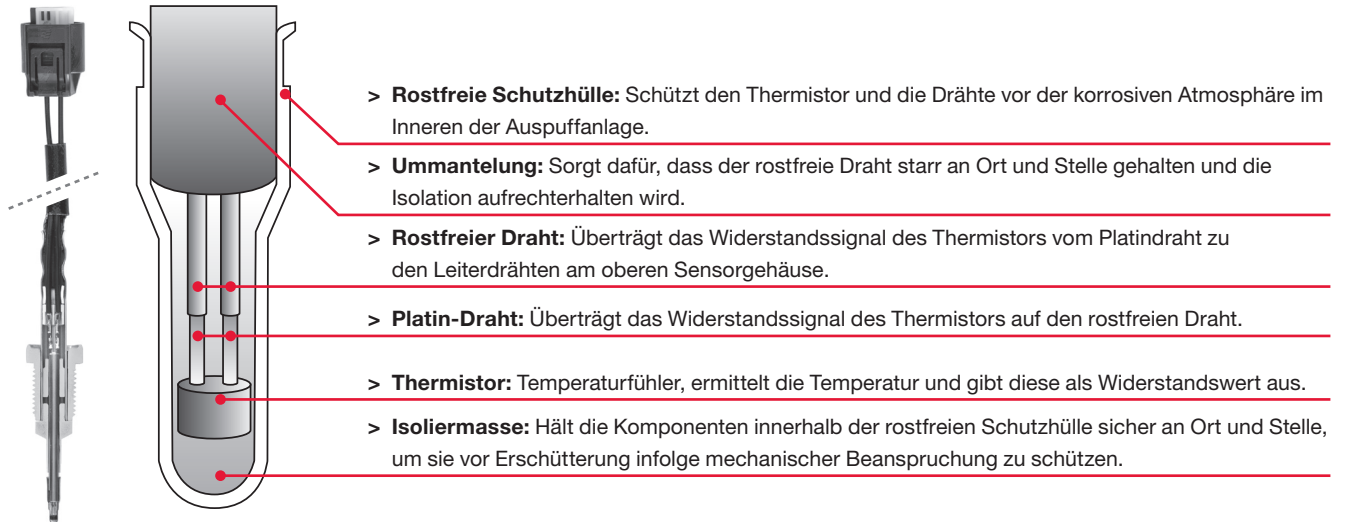 > Rostfreie Schutzhülle: Schützt den Thermistor und die Drähte vor der korrosiven Atmosphäre im
Inneren der Auspuffanlage.
> Ummantelung: Sorgt dafür, dass der rostfreie Draht starr an Ort und Stelle gehalten und die
Isolation aufrechterhalten wird.
> Rostfreier Draht: Überträgt das Widerstandssignal des Thermistors vom Platindraht zu
den Leiterdrähten am oberen Sensorgehäuse.
> Platin-Draht: Überträgt das Widerstandssignal des Thermistors auf den rostfreien Draht.
> Thermistor: Temperaturfühler, ermittelt die Temperatur und gibt diese als Widerstandswert aus.
> Isoliermasse: Hält die Komponenten innerhalb der rostfreien Schutzhülle sicher an Ort und Stelle,
um sie vor Erschütterung infolge mechanischer Beanspruchung zu schützen.